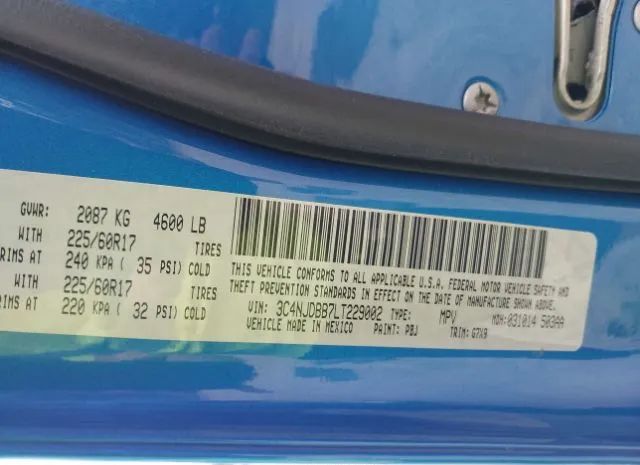 GVWR: 2087 KG 4600 LB
WITH 225/60R17 TIRES
RIMS AT 240 KPA ( 35 PSI) COLD
WITH 225/60R17 TIRES
RIMS AT 220 KPA ( 32 PSI) COLD
THIS VEHICLE CONFORMS TO ALL APPLICABLE U.S.A. FEDERAL MOTOR VEHICLE SAFETY AND
THEFT PREVENTION STANDARDS IN EFFECT ON THE DATE OF MANUFACTURE SHOWN ABOVE.
VIN: 3C4NJDBB7LT229002 TYPE: MPV MDH:031014 503AA
VEHICLE MADE IN MEXICO PAINT: PBJ TRIM: G7X9